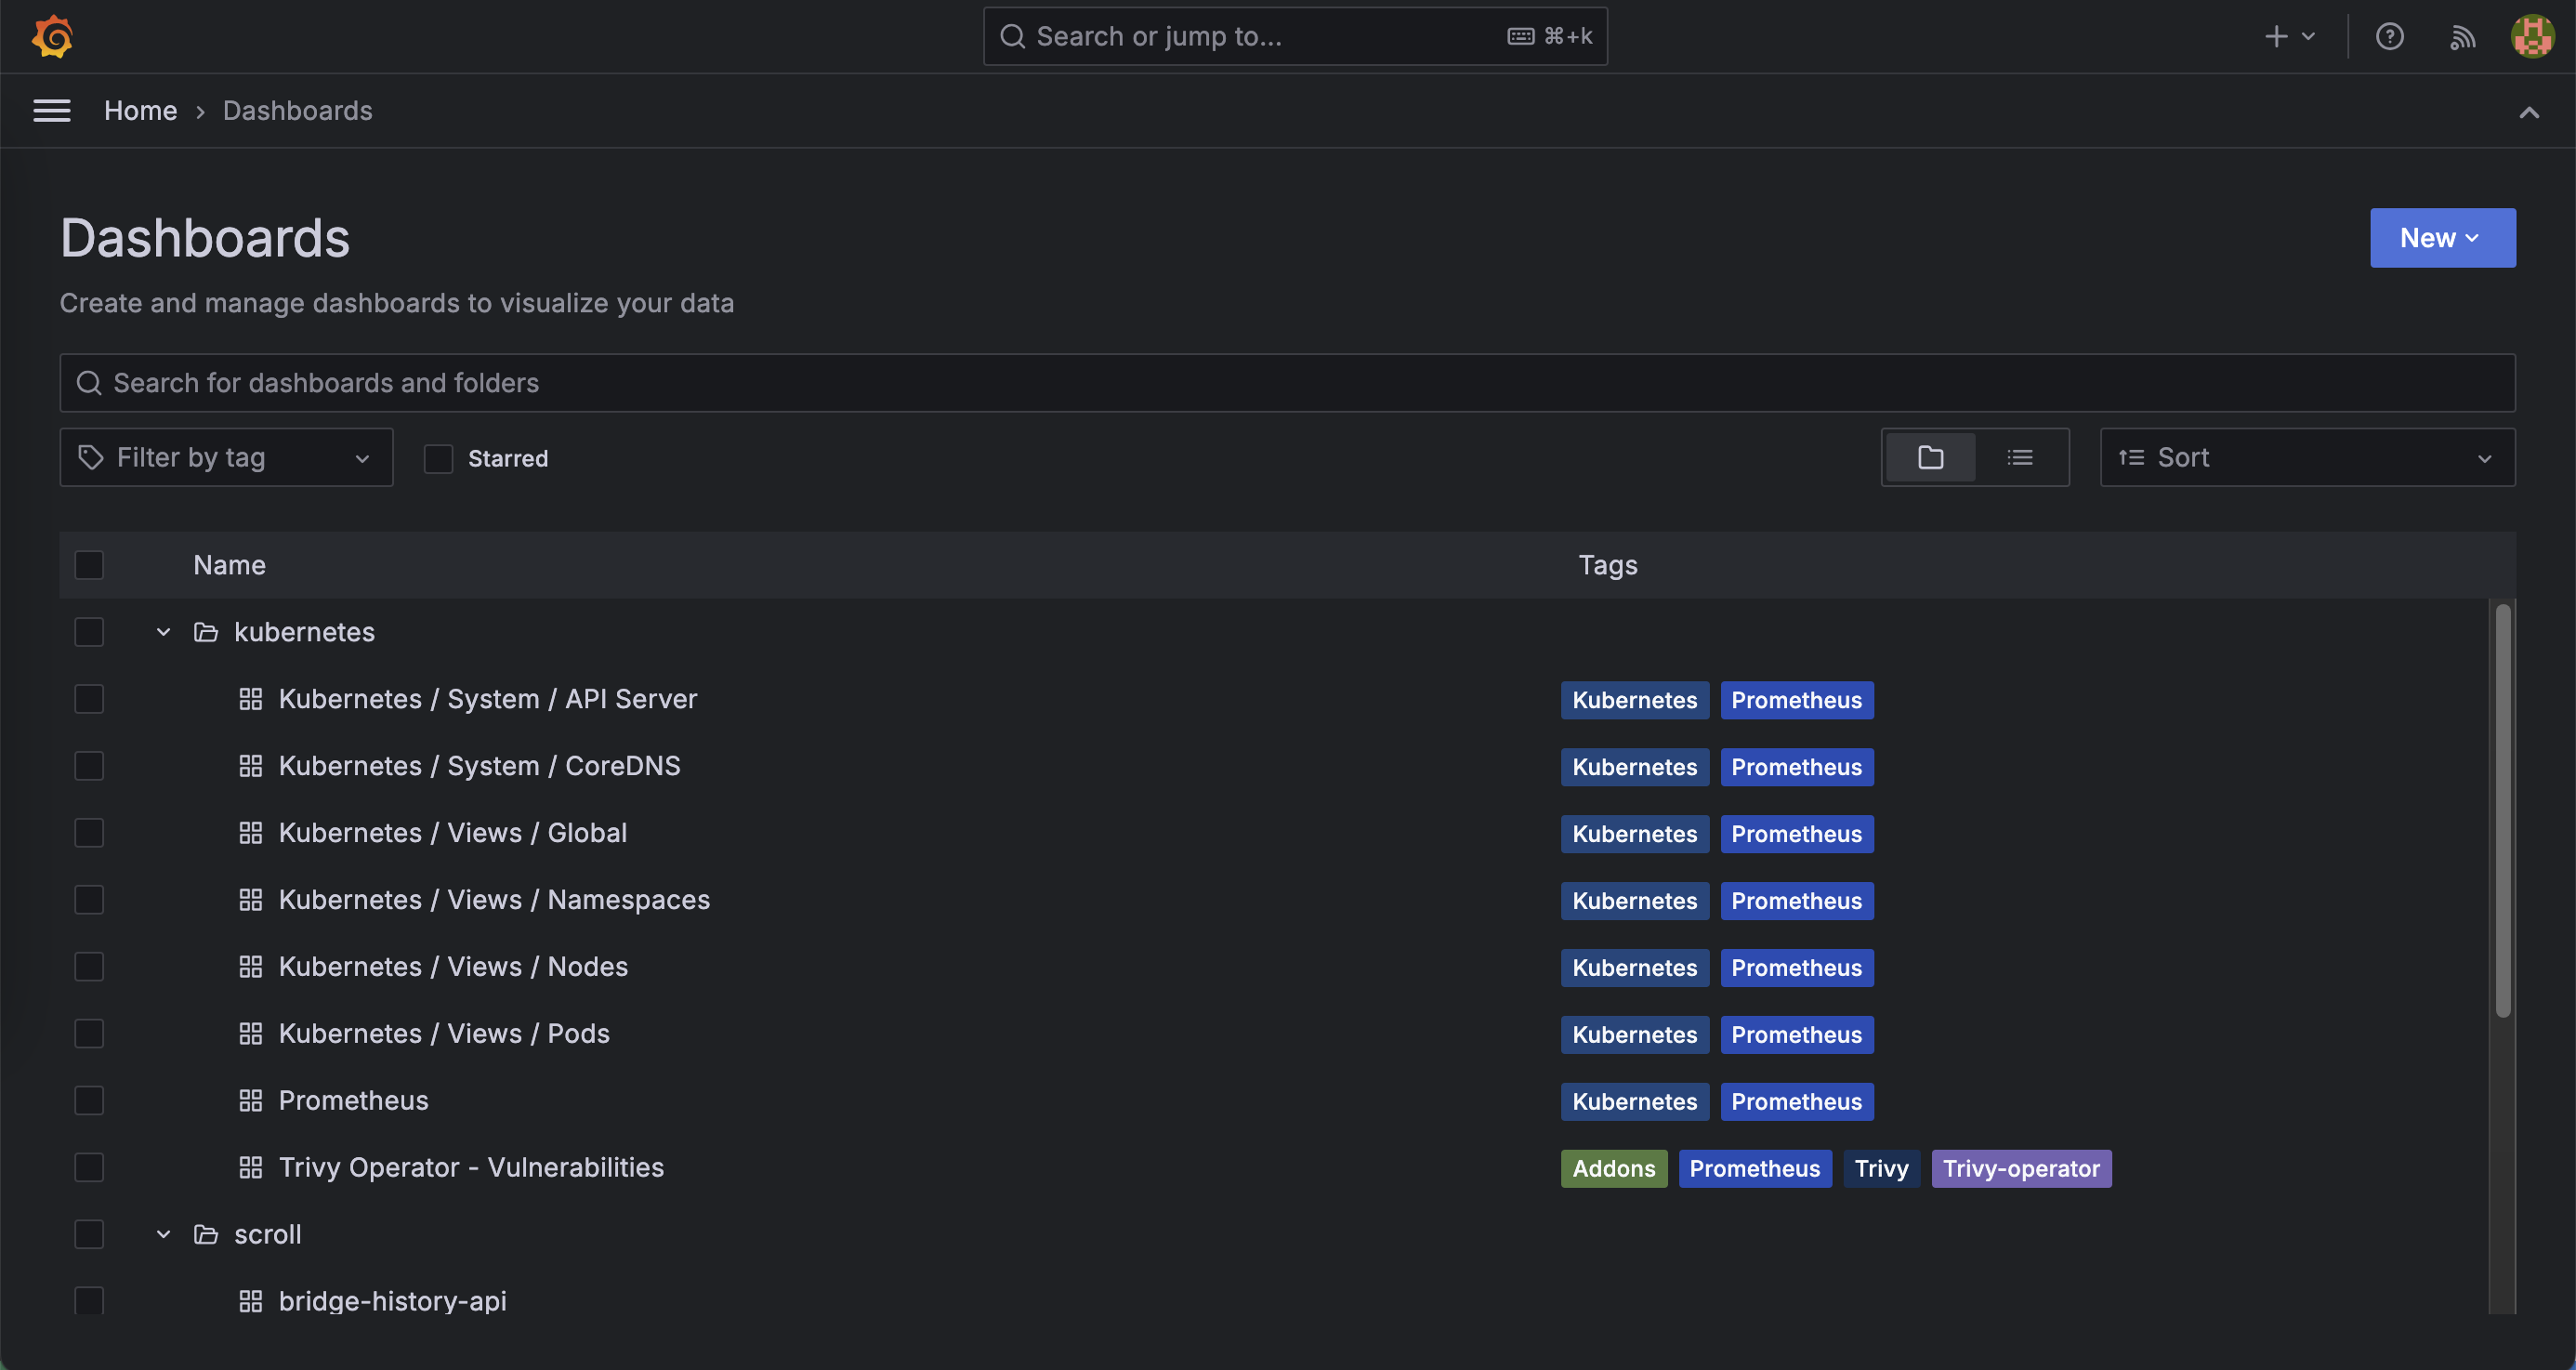 Search or jump to... ⌘+k
Home › Dashboards
Dashboards
New
Create and manage dashboards to visualize your data
Search for dashboards and folders
Filter by tag Starred Sort
Name Tags
kubernetes
Kubernetes / System / API Server Kubernetes Prometheus
Kubernetes / System / CoreDNS Kubernetes Prometheus
Kubernetes / Views / Global Kubernetes Prometheus
Kubernetes / Views / Namespaces Kubernetes Prometheus
Kubernetes / Views / Nodes Kubernetes Prometheus
Kubernetes / Views / Pods Kubernetes Prometheus
Prometheus Kubernetes Prometheus
Trivy Operator - Vulnerabilities Addons Prometheus Trivy Trivy-operator
scroll
bridge-history-api